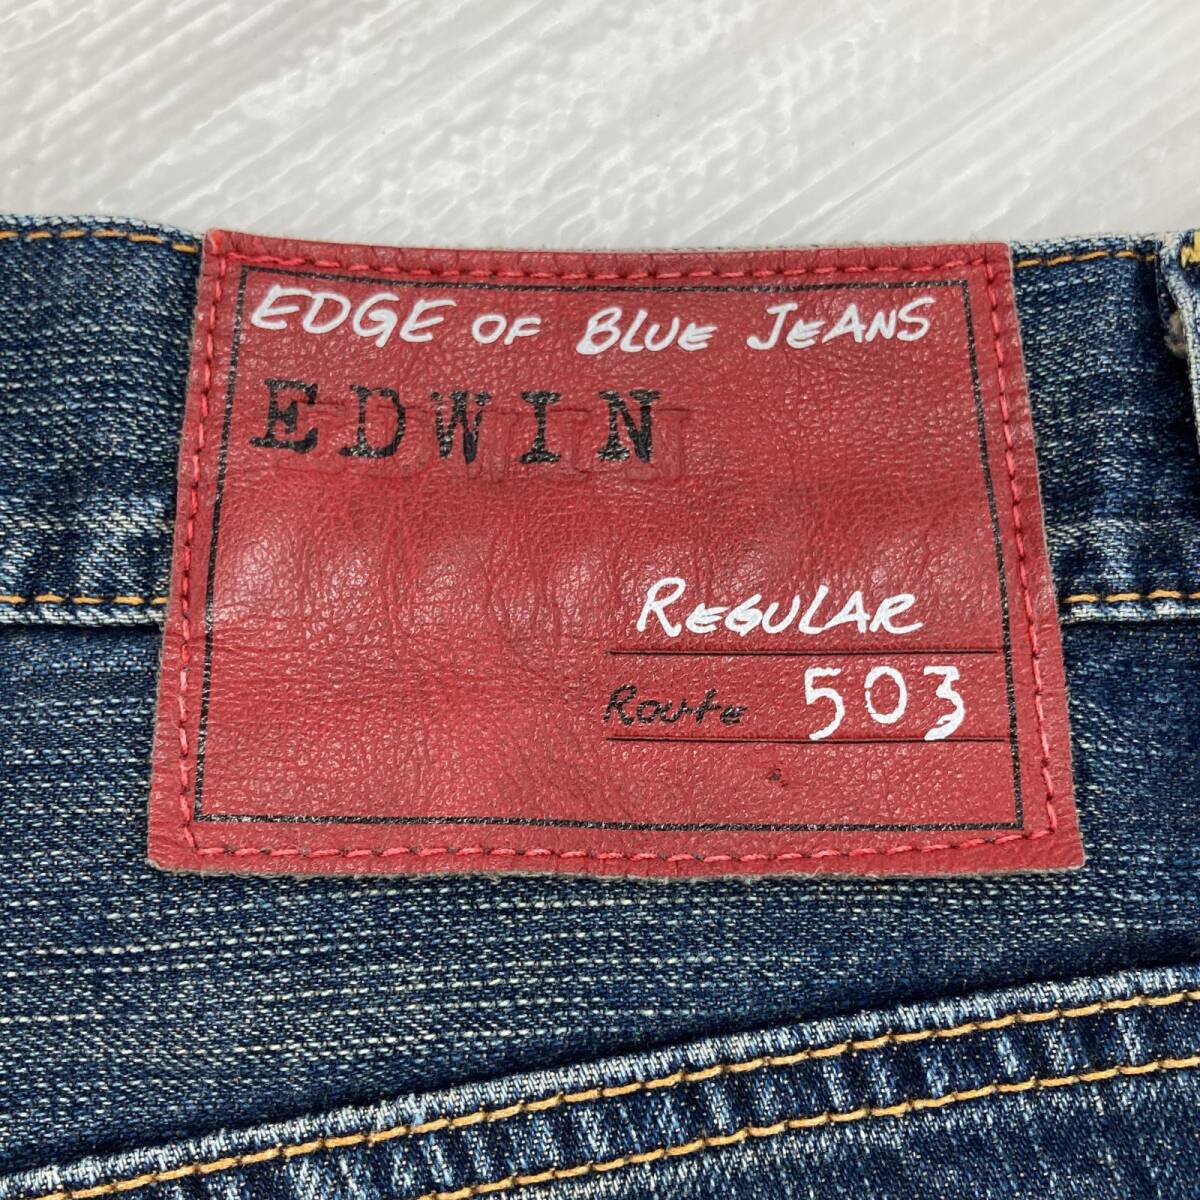 EDGE OF BLUE JEANS
EDWIN
REGULAR
Route 503